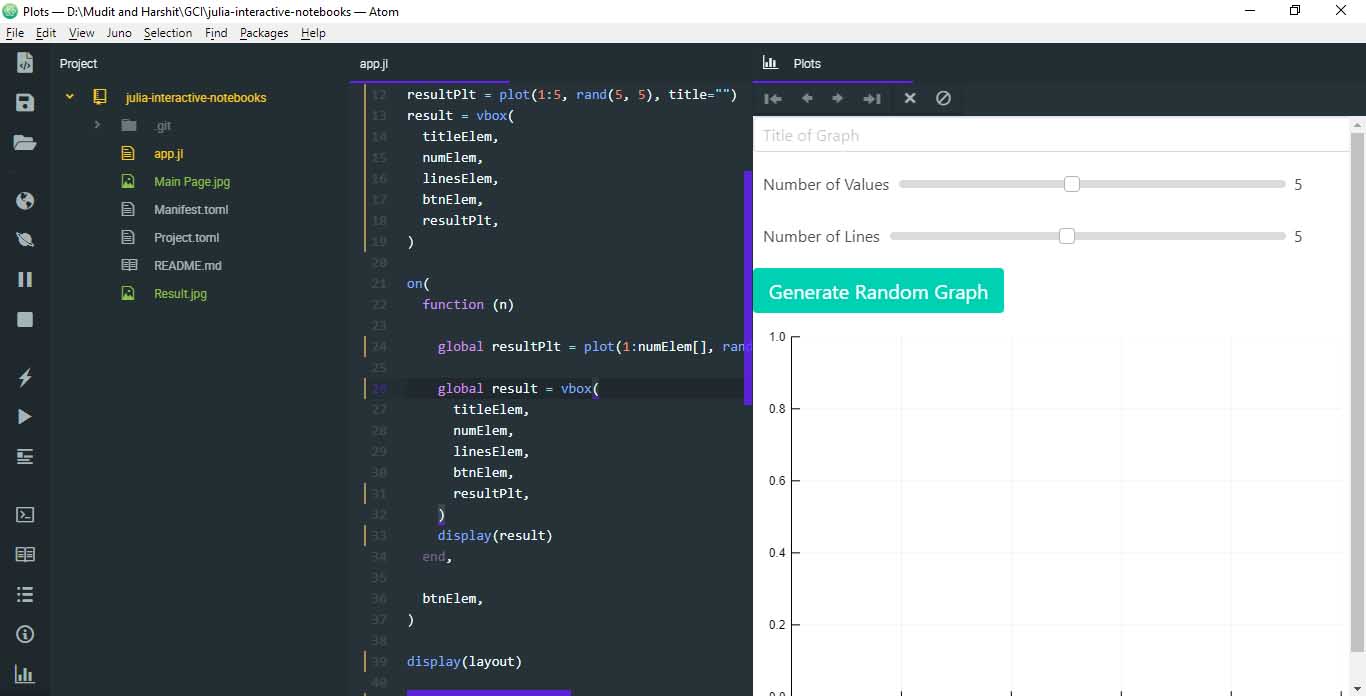 Plots — D:\Mudit and Harshit\GCI\julia-interactive-notebooks — Atom
File Edit View Juno Selection Find Packages Help
Project
julia-interactive-notebooks
.git
app.jl
Main Page.jpg
Manifest.toml
Project.toml
README.md
Result.jpg
app.jl
12 resultPlt = plot(1:5, rand(5, 5), title="")
13 result = vbox(
14 titleElem,
15 numElem,
16 linesElem,
17 btnElem,
18 resultPlt,
19 )
20
21 on(
22 function (n)
23
24 global resultPlt = plot(1:numElem[], rand
25
26 global result = vbox(
27 titleElem,
28 numElem,
29 linesElem,
30 btnElem,
31 resultPlt,
32 )
33 display(result)
34 end,
35
36 btnElem,
37 )
38
39 display(layout)
40
Plots
Title of Graph
Number of Values 5
Number of Lines 5
Generate Random Graph
1.0
0.8
0.6
0.4
0.2
0.0